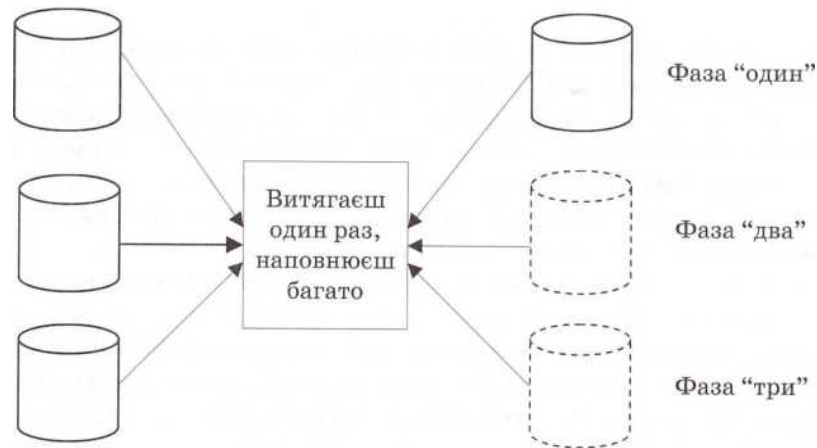 Фаза “один”
Витягаєш
один раз,
наповнюєш
багато
Фаза “два”
Фаза “три”